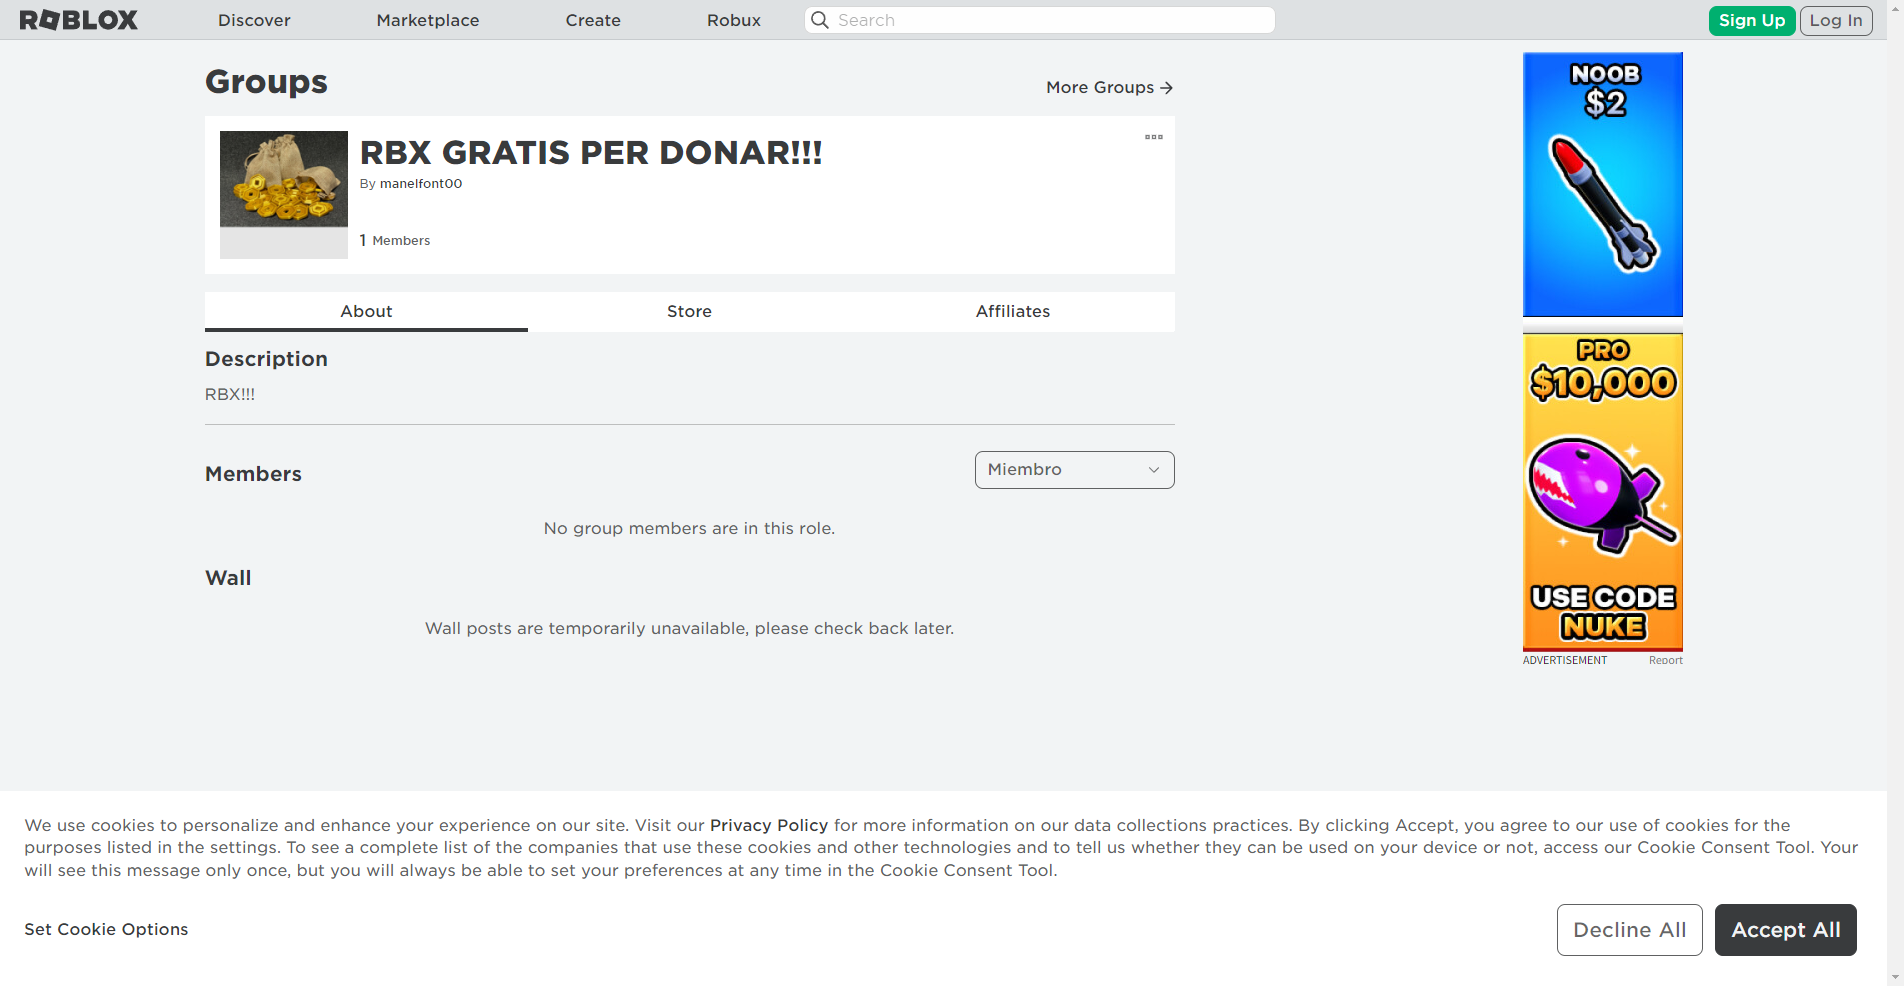 ROBLOX
Discover
Marketplace
Create
Robux
Search
Sign Up
Log In
Groups
More Groups
RBX GRATIS PER DONAR!!!
By manelfont00
1 Members
About
Store
Affiliates
Description
RBX!!!
Members
Miembro
No group members are in this role.
Wall
Wall posts are temporarily unavailable, please check back later.
NOOB
$2
PRO
$10,000
USE CODE
NUKE
ADVERTISEMENT
Report
We use cookies to personalize and enhance your experience on our site. Visit our Privacy Policy for more information on our data collections practices. By clicking Accept, you agree to our use of cookies for the
purposes listed in the settings. To see a complete list of the companies that use these cookies and other technologies and to tell us whether they can be used on your device or not, access our Cookie Consent Tool. Your
will see this message only once, but you will always be able to set your preferences at any time in the Cookie Consent Tool.
Set Cookie Options
Decline All
Accept All